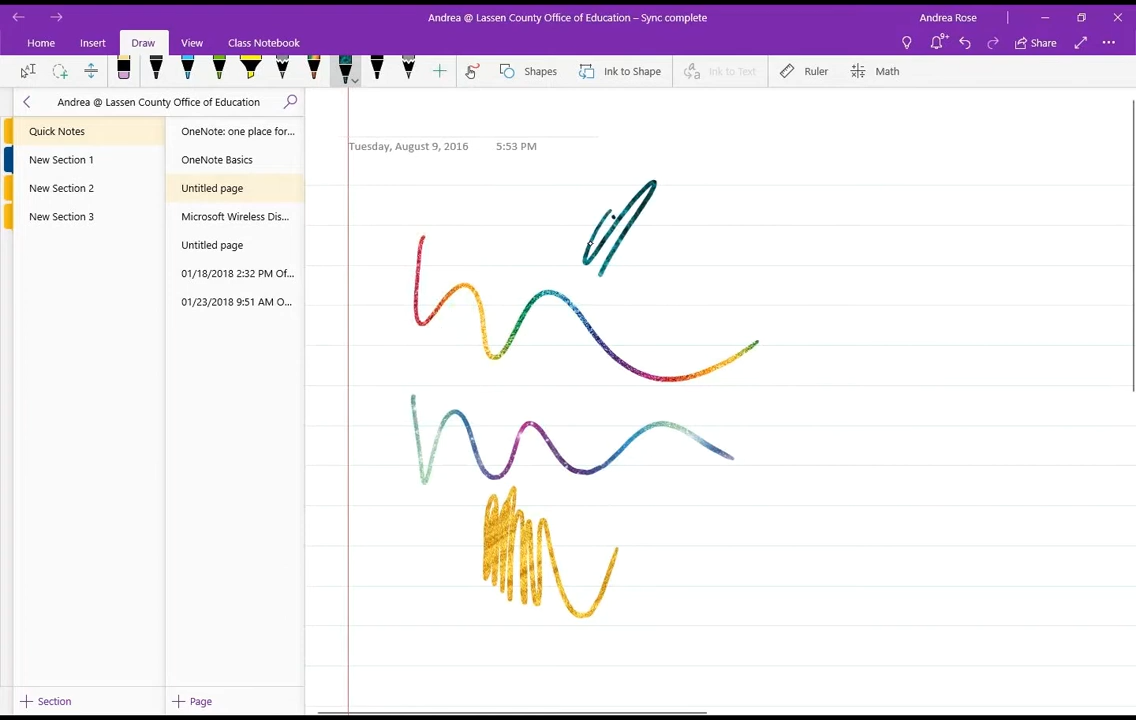 Andrea @ Lassen County Office of Education – Sync complete
Andrea Rose
Home Insert Draw View Class Notebook
9+
Share
Shapes Ink to Shape Ink to Text Ruler Math
Andrea @ Lassen County Office of Education
Quick Notes
New Section 1
New Section 2
New Section 3
OneNote: one place for...
OneNote Basics
Untitled page
Microsoft Wireless Dis...
Untitled page
01/18/2018 2:32 PM Of...
01/23/2018 9:51 AM O...
Tuesday, August 9, 2016 5:53 PM
Section
Page